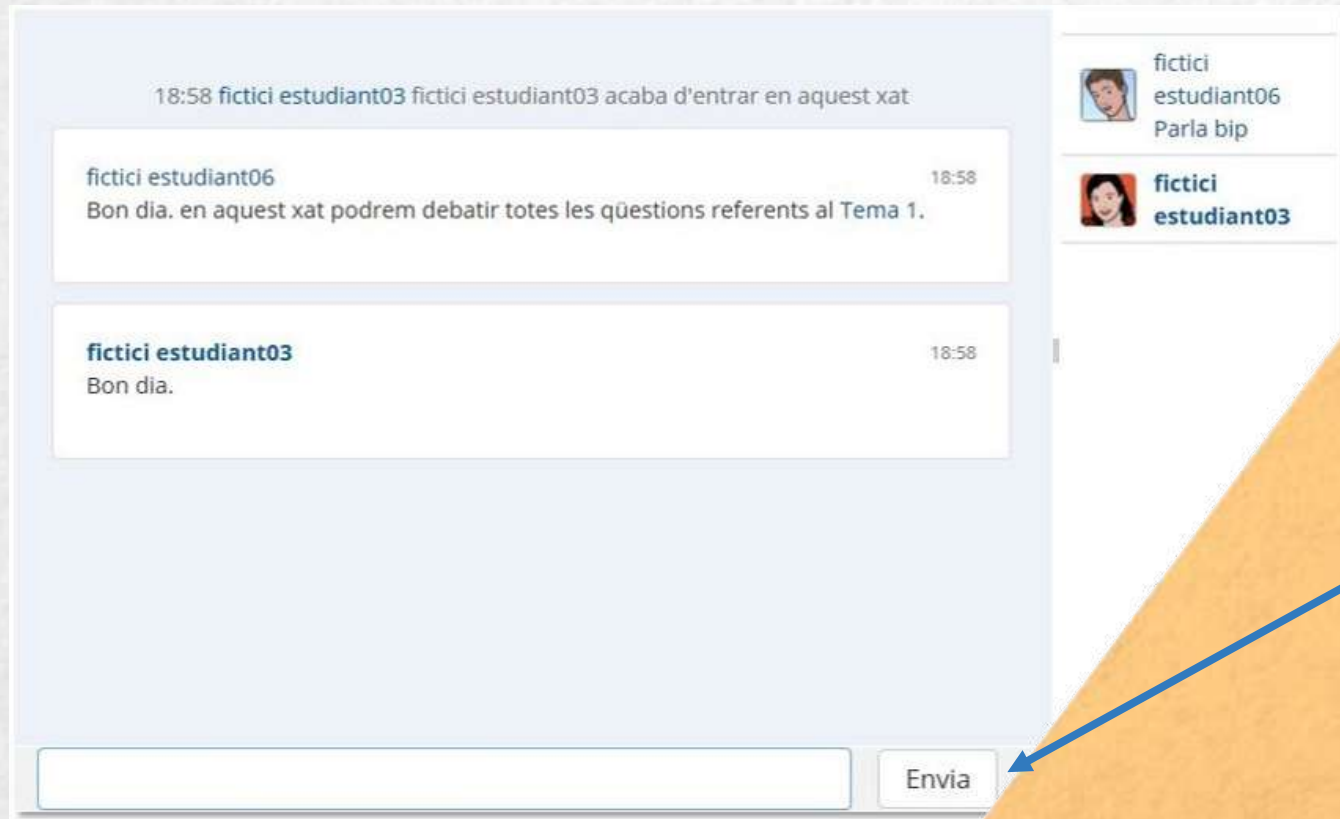 18:58 fictici estudiant03 fictici estudiant03 acaba d'entrar en aquest xat
fictici estudiant06 18:58
Bon dia. en aquest xat podrem debatir totes les qüestions referents al Tema 1.
fictici estudiant03 18:58
Bon dia.
Envia
fictici
estudiant06
Parla bip
fictici
estudiant03